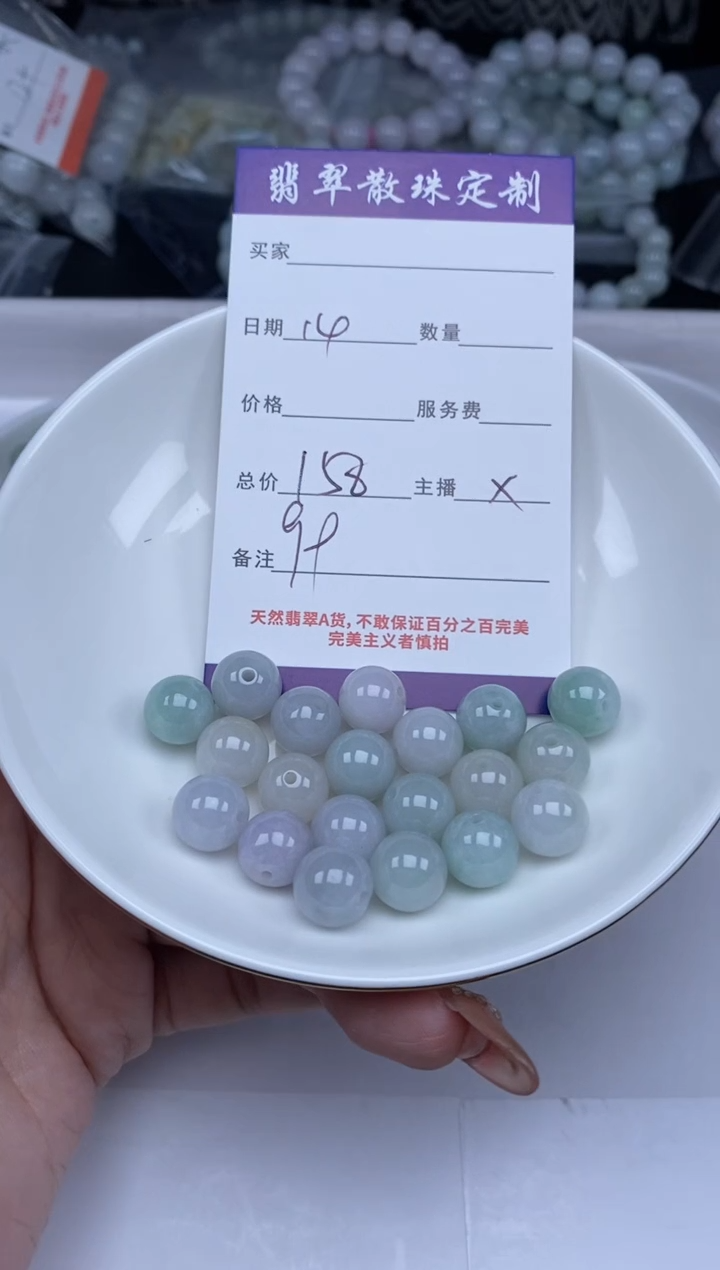 翡翠散珠定制
买家
日期 14 数量
价格 服务费
总价 158 主播 X
备注
天然翡翠A货,不敢保证百分之百完美
完美主义者慎拍